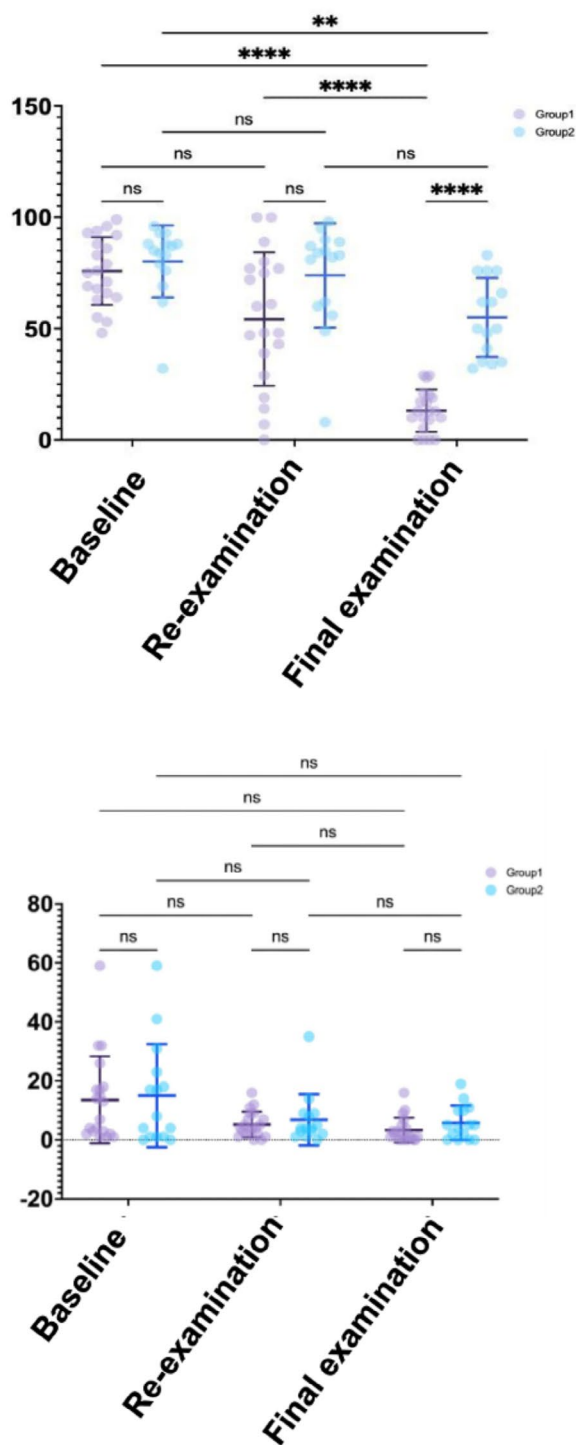 **
****
****
ns
ns
ns
ns
ns
ns
****
Group1
Group2
150
100
50
0
Baseline
Re-examination
Final examination
ns
ns
ns
ns
ns
ns
ns
ns
ns
Group1
Group2
80
60
40
20
0
-20
Baseline
Re-examination
Final examination